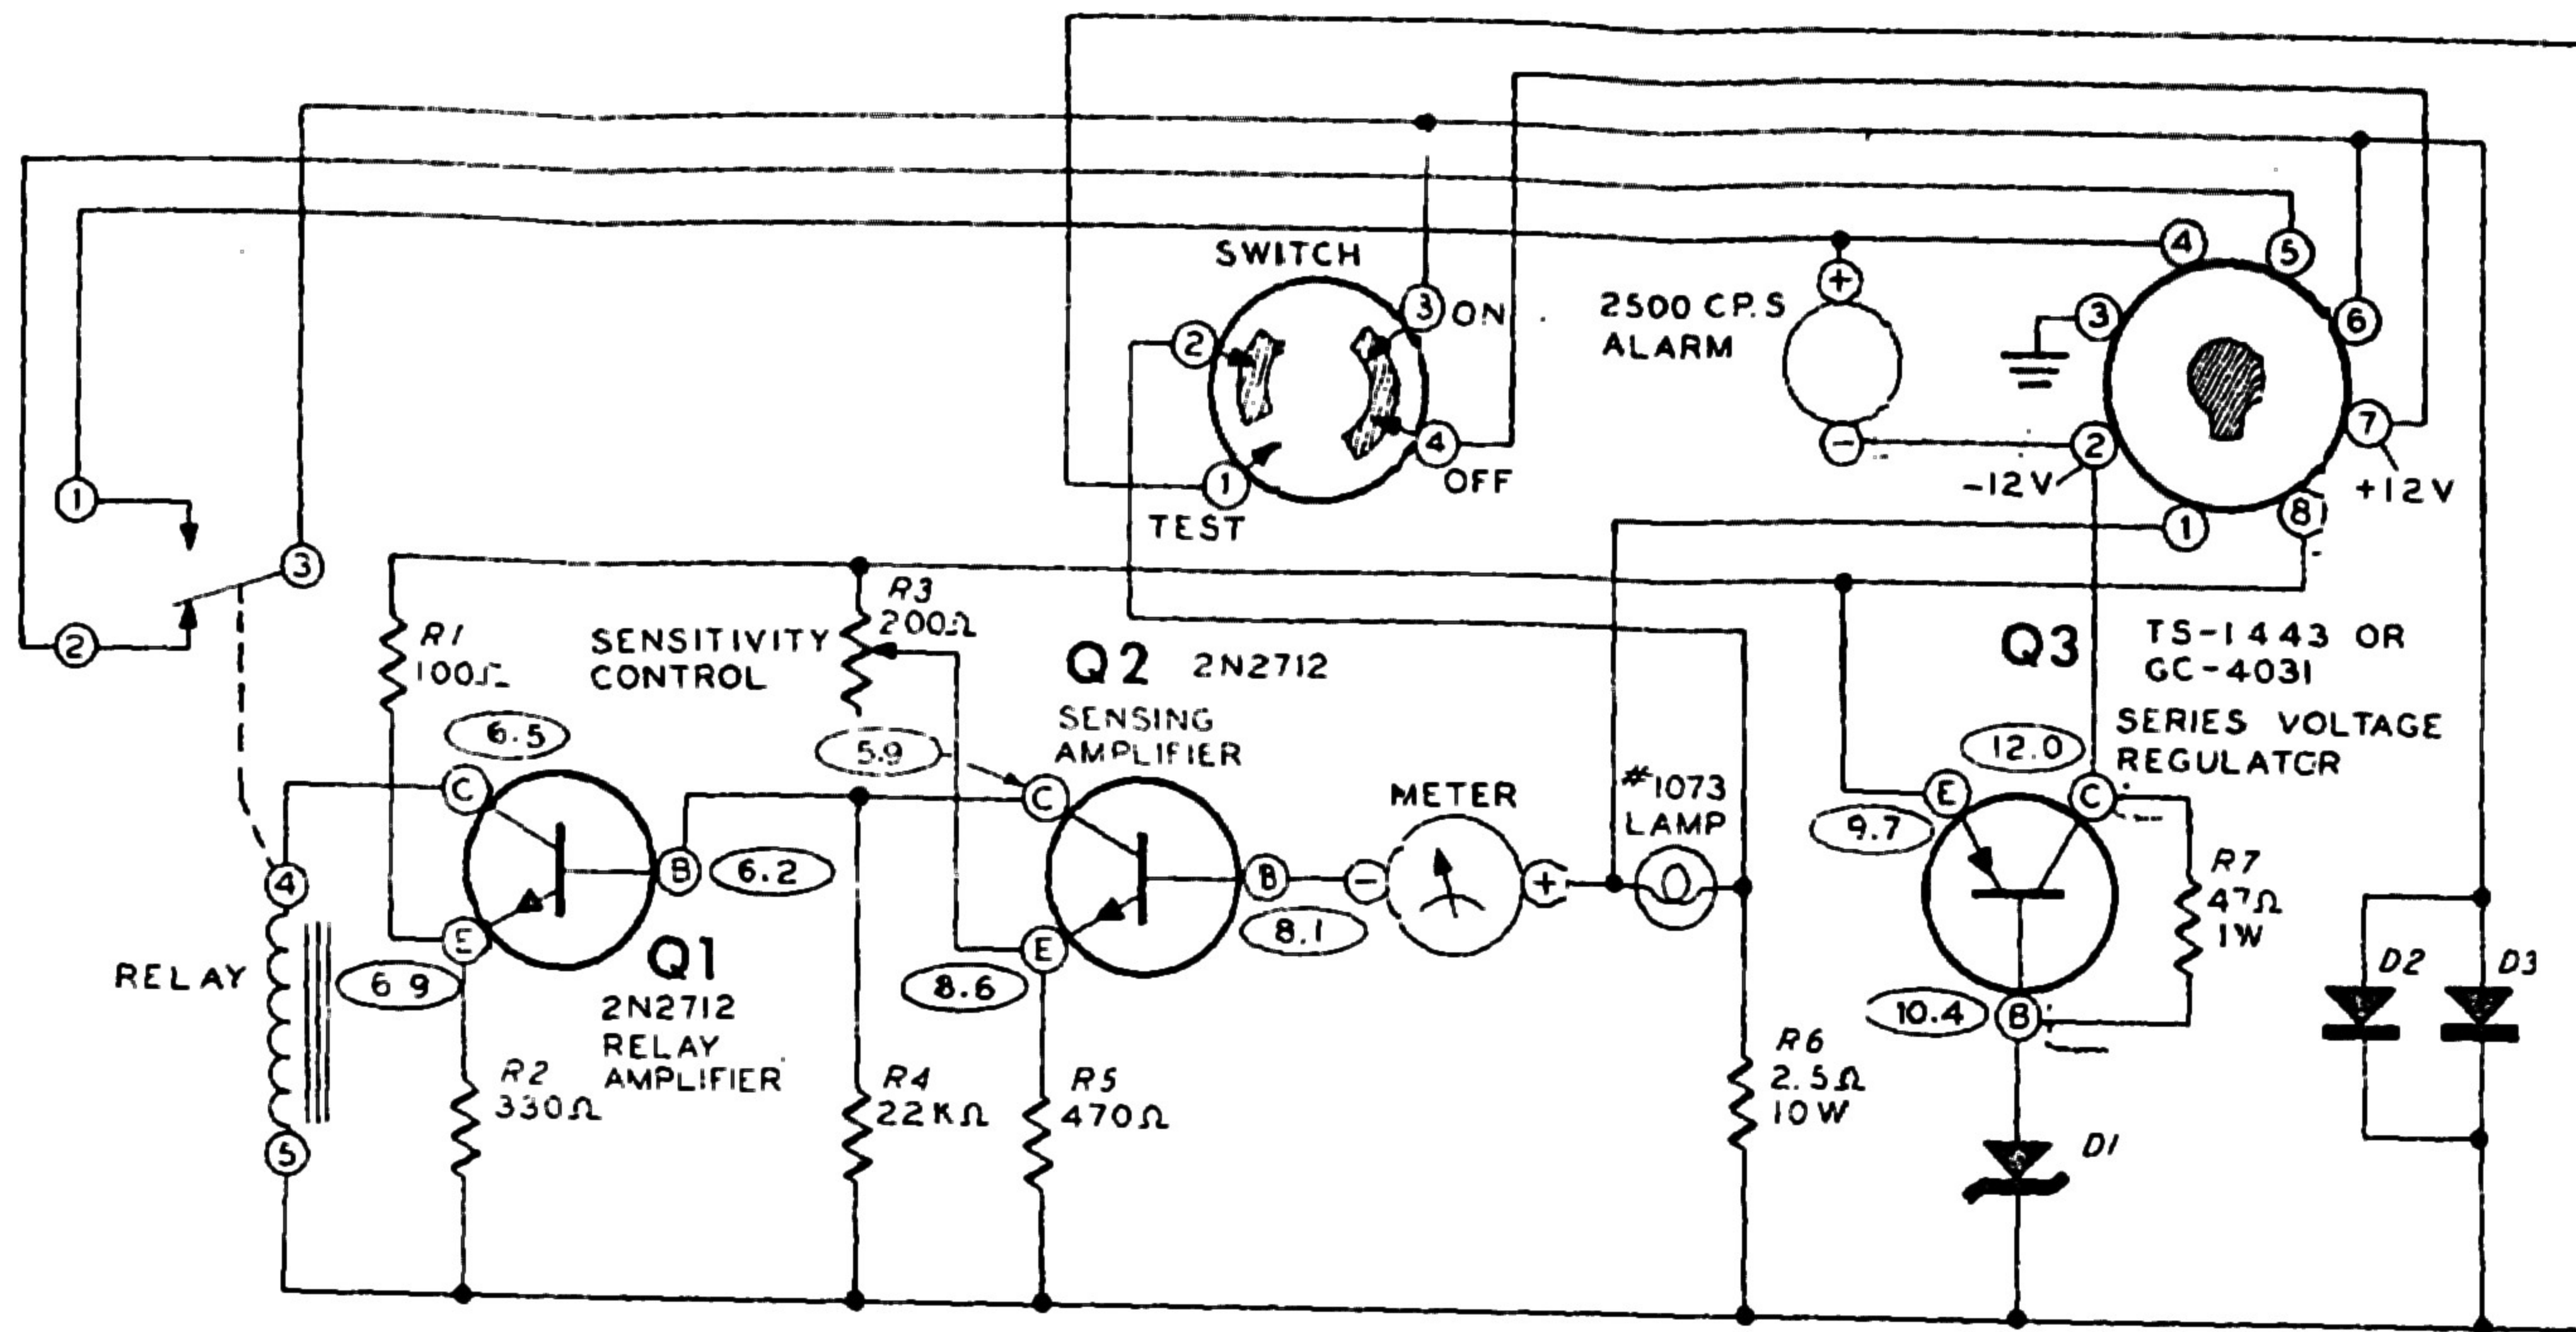 SWITCH
3 ON
2
4
OFF
1
TEST
2500 C.P.S
ALARM
+
−
4
5
3
6
7
2
-12V
+12V
1
8
1
3
2
R1
100Ω
R3
200Ω
SENSITIVITY
CONTROL
Q2 2N2712
SENSING
AMPLIFIER
Q3
TS-1443 OR
GC-4031
SERIES VOLTAGE
REGULATOR
6.5
5.9
12.0
C
C
E
C
METER
#1073
LAMP
9.7
4
B
6.2
B
−
+
8.1
R7
47Ω
1W
E
E
RELAY
6.9
Q1
2N2712
RELAY
AMPLIFIER
8.6
10.4
B
D2
D3
R2
330Ω
R4
22KΩ
R5
470Ω
R6
2.5Ω
10W
5
D1